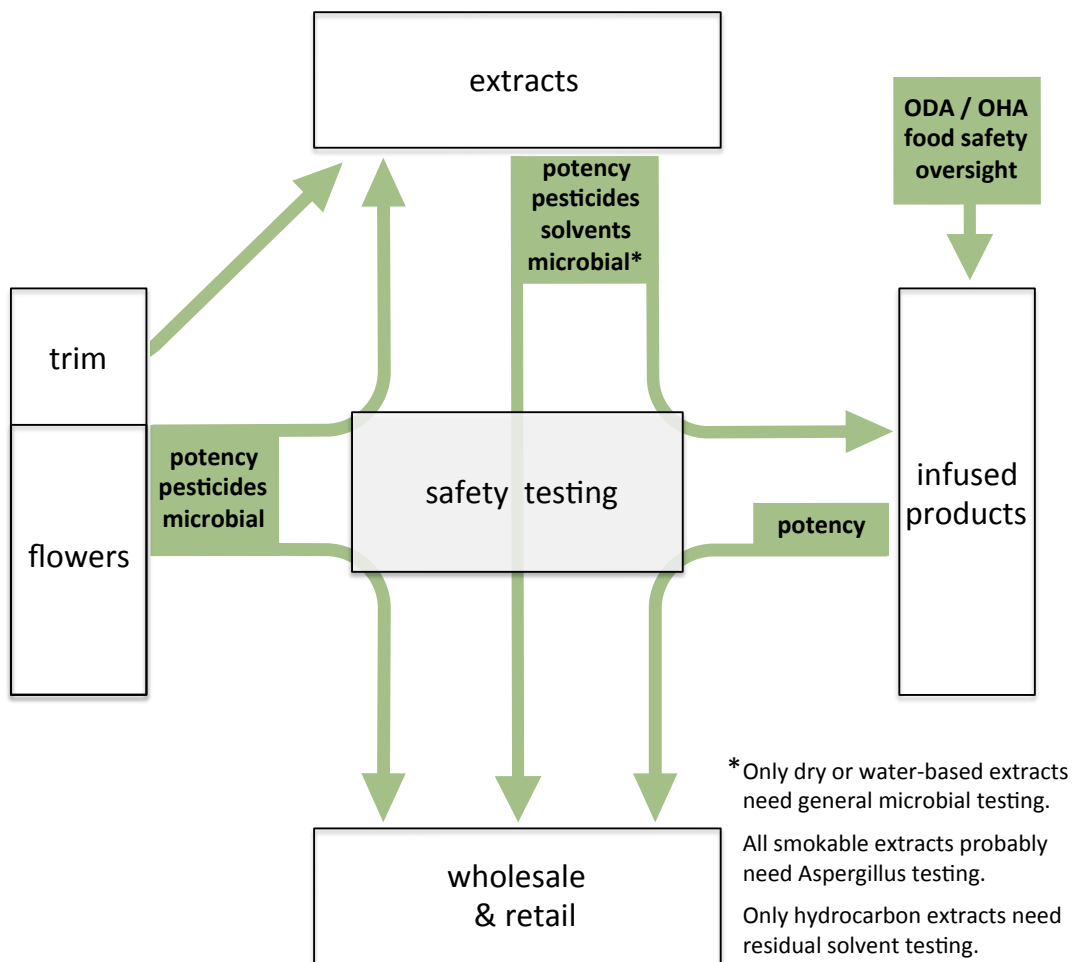 extracts
ODA / OHA
food safety
oversight
potency
pesticides
solvents
microbial*
trim
flowers
potency
pesticides
microbial
safety testing
infused
products
potency
wholesale
& retail
*Only dry or water-based extracts
need general microbial testing.
All smokable extracts probably
need Aspergillus testing.
Only hydrocarbon extracts need
residual solvent testing.